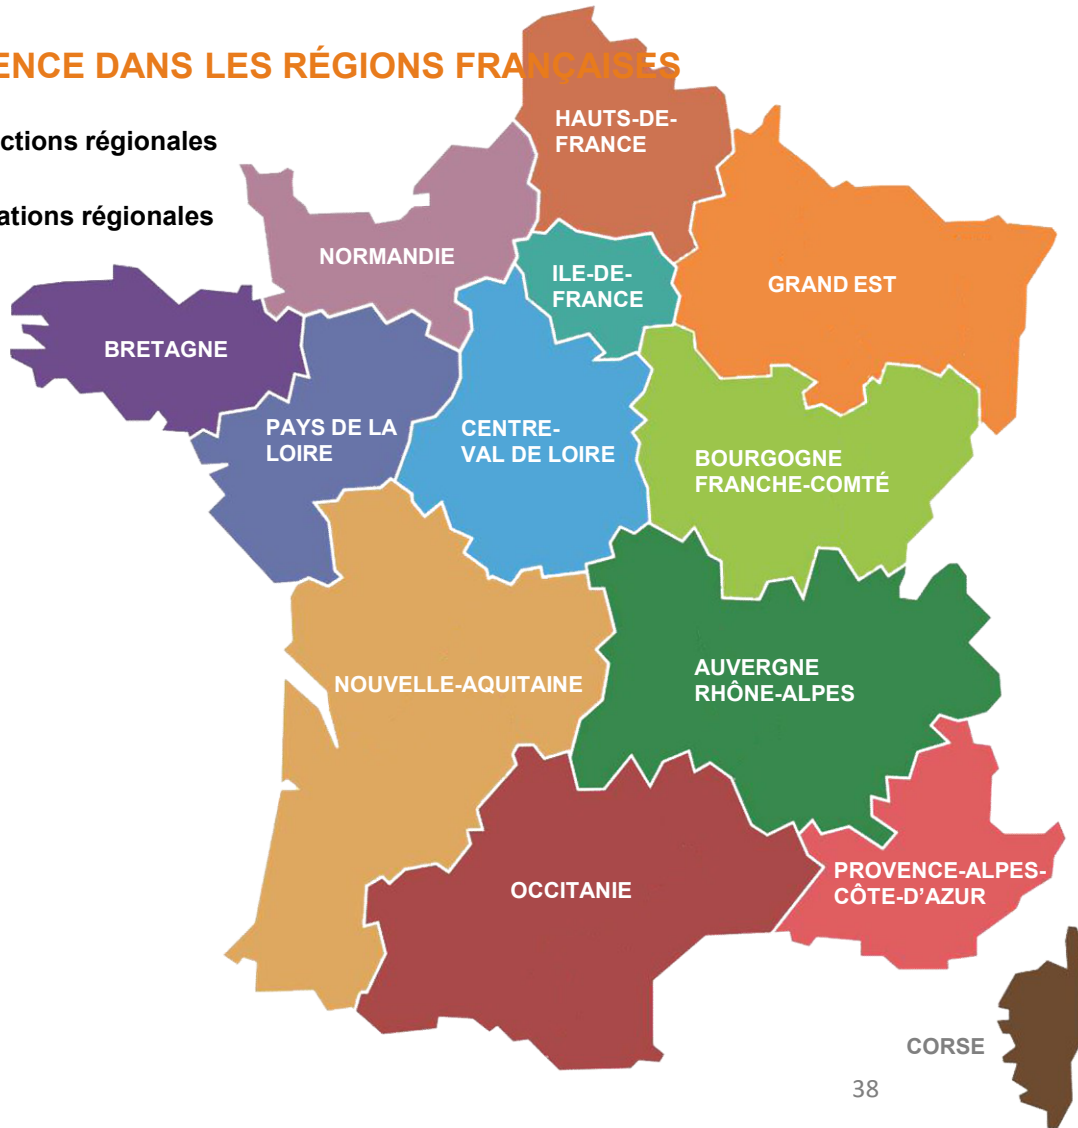 ENCE DANS LES RÉGIONS FRANÇAISES
ctions régionales
ations régionales
HAUTS-DE-
FRANCE
NORMANDIE
ILE-DE-
FRANCE
GRAND EST
BRETAGNE
PAYS DE LA
LOIRE
CENTRE-
VAL DE LOIRE
BOURGOGNE
FRANCHE-COMTÉ
NOUVELLE-AQUITAINE
AUVERGNE
RHÔNE-ALPES
OCCITANIE
PROVENCE-ALPES-
CÔTE-D’AZUR
CORSE
38